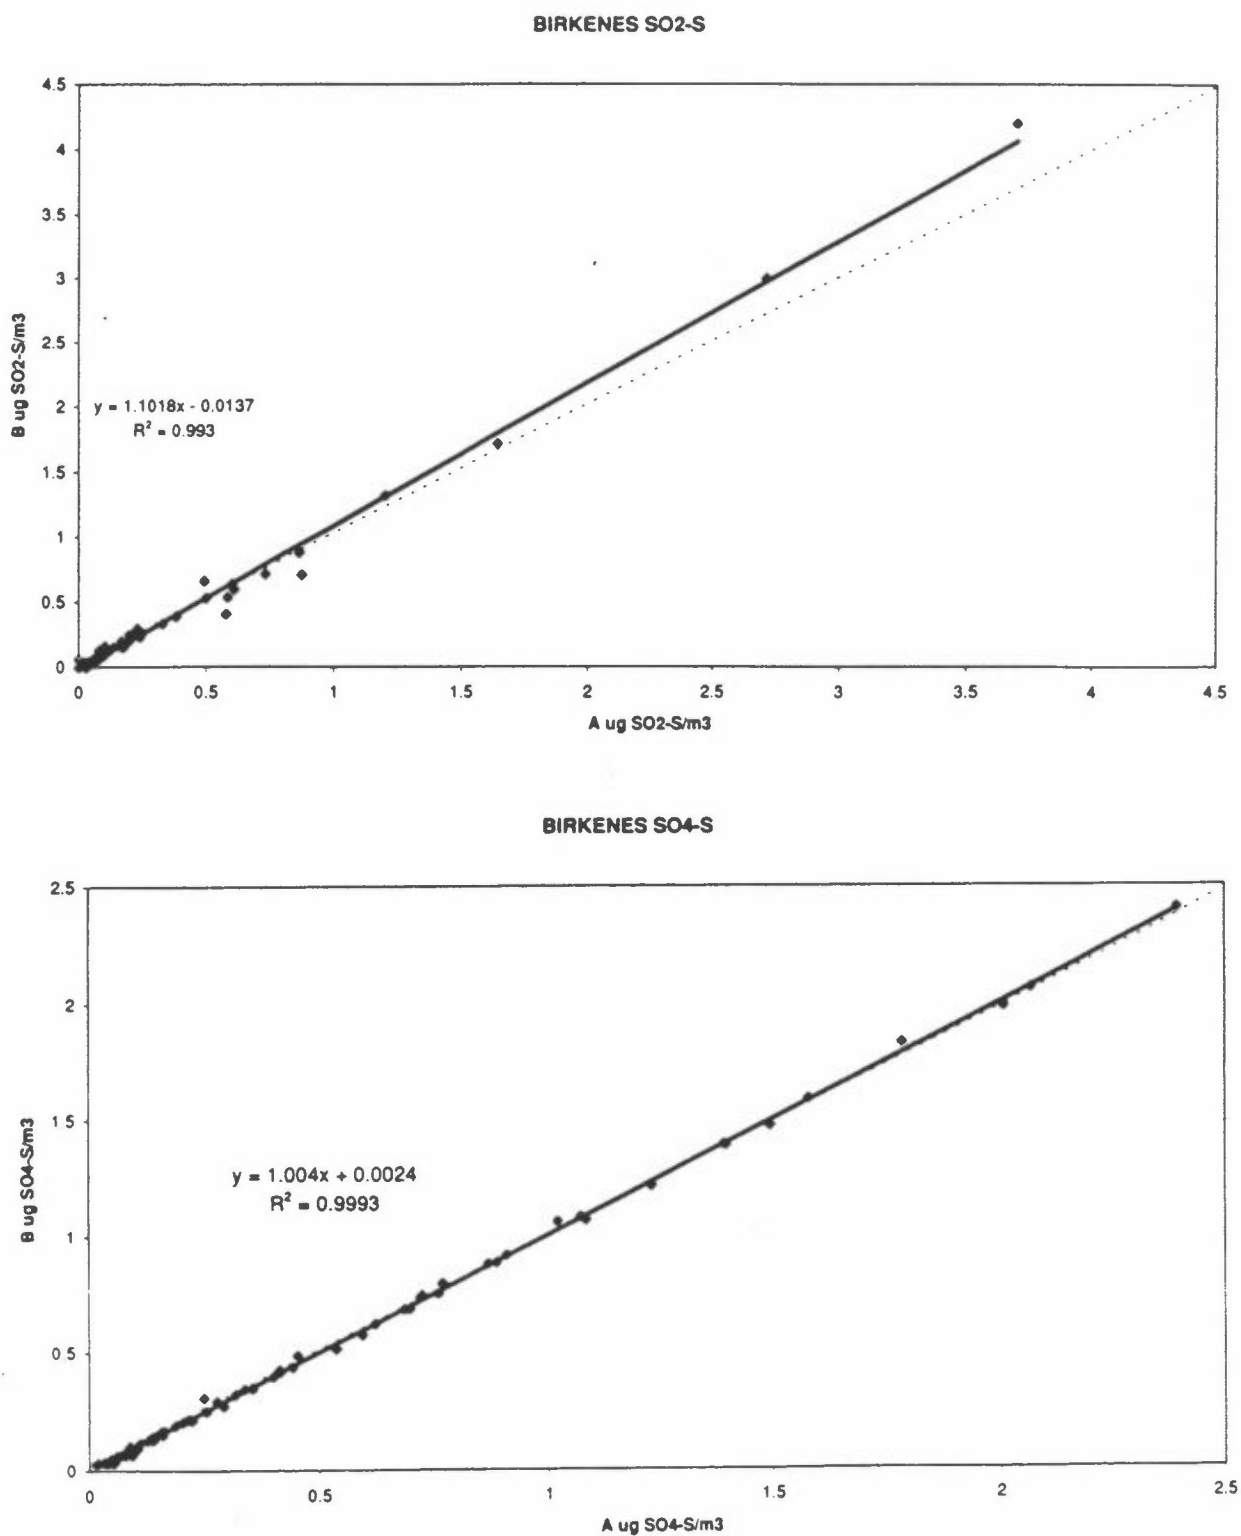 BIRKENES SO2-S
4.5
4
3.5
3
2.5
2
1.5
1
0.5
0
B ug SO2-S/m3
y = 1.1018x - 0.0137
R² = 0.993
0 0.5 1 1.5 2 2.5 3 3.5 4 4.5
A ug SO2-S/m3
BIRKENES SO4-S
2.5
2
1.5
1
0 5
0
B ug SO4-S/m3
y = 1.004x + 0.0024
R² = 0.9993
0 0.5 1 1.5 2 2.5
A ug SO4-S/m3